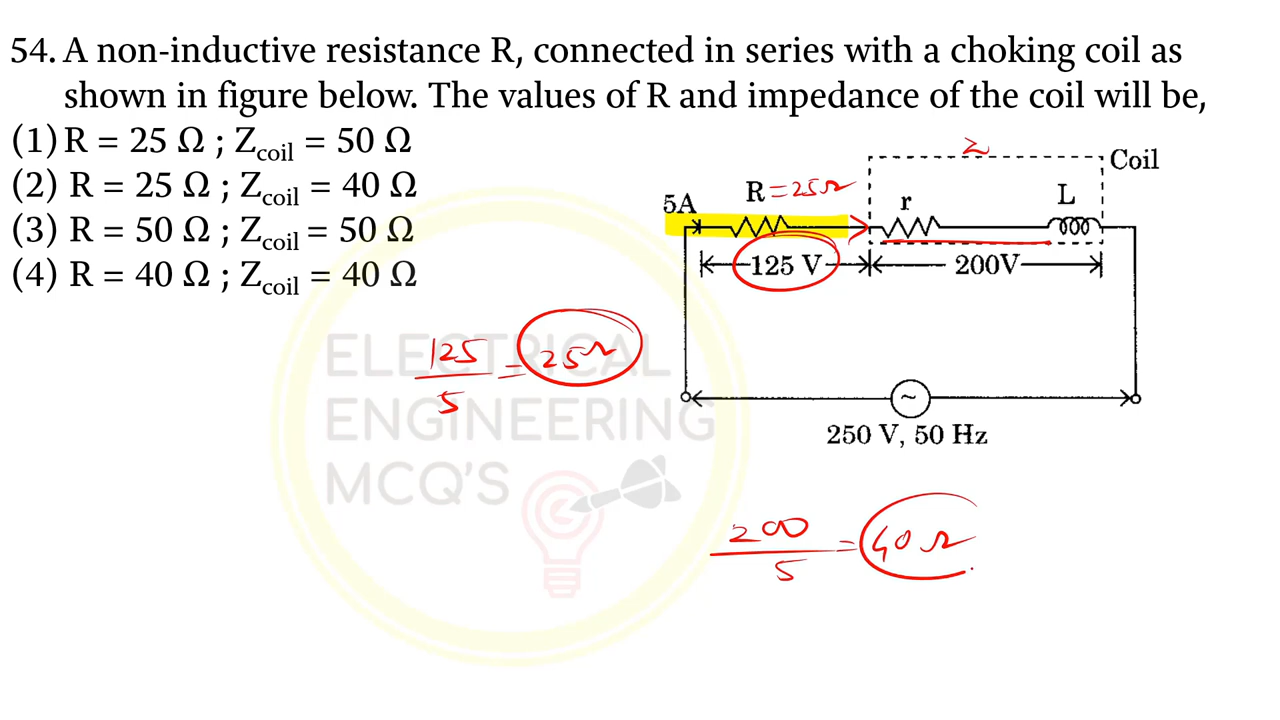 54. A non-inductive resistance R, connected in series with a choking coil as
shown in figure below. The values of R and impedance of the coil will be,
(1) R = 25 Ω ; Zcoil = 50 Ω
(2) R = 25 Ω ; Zcoil = 40 Ω
(3) R = 50 Ω ; Zcoil = 50 Ω
(4) R = 40 Ω ; Zcoil = 40 Ω
Z
Coil
5A
R = 25Ω
r
L
125 V
200V
250 V, 50 Hz
125
5
= 25Ω
200
5
= 40 Ω
ELECTRICAL
ENGINEERING
MCQ'S